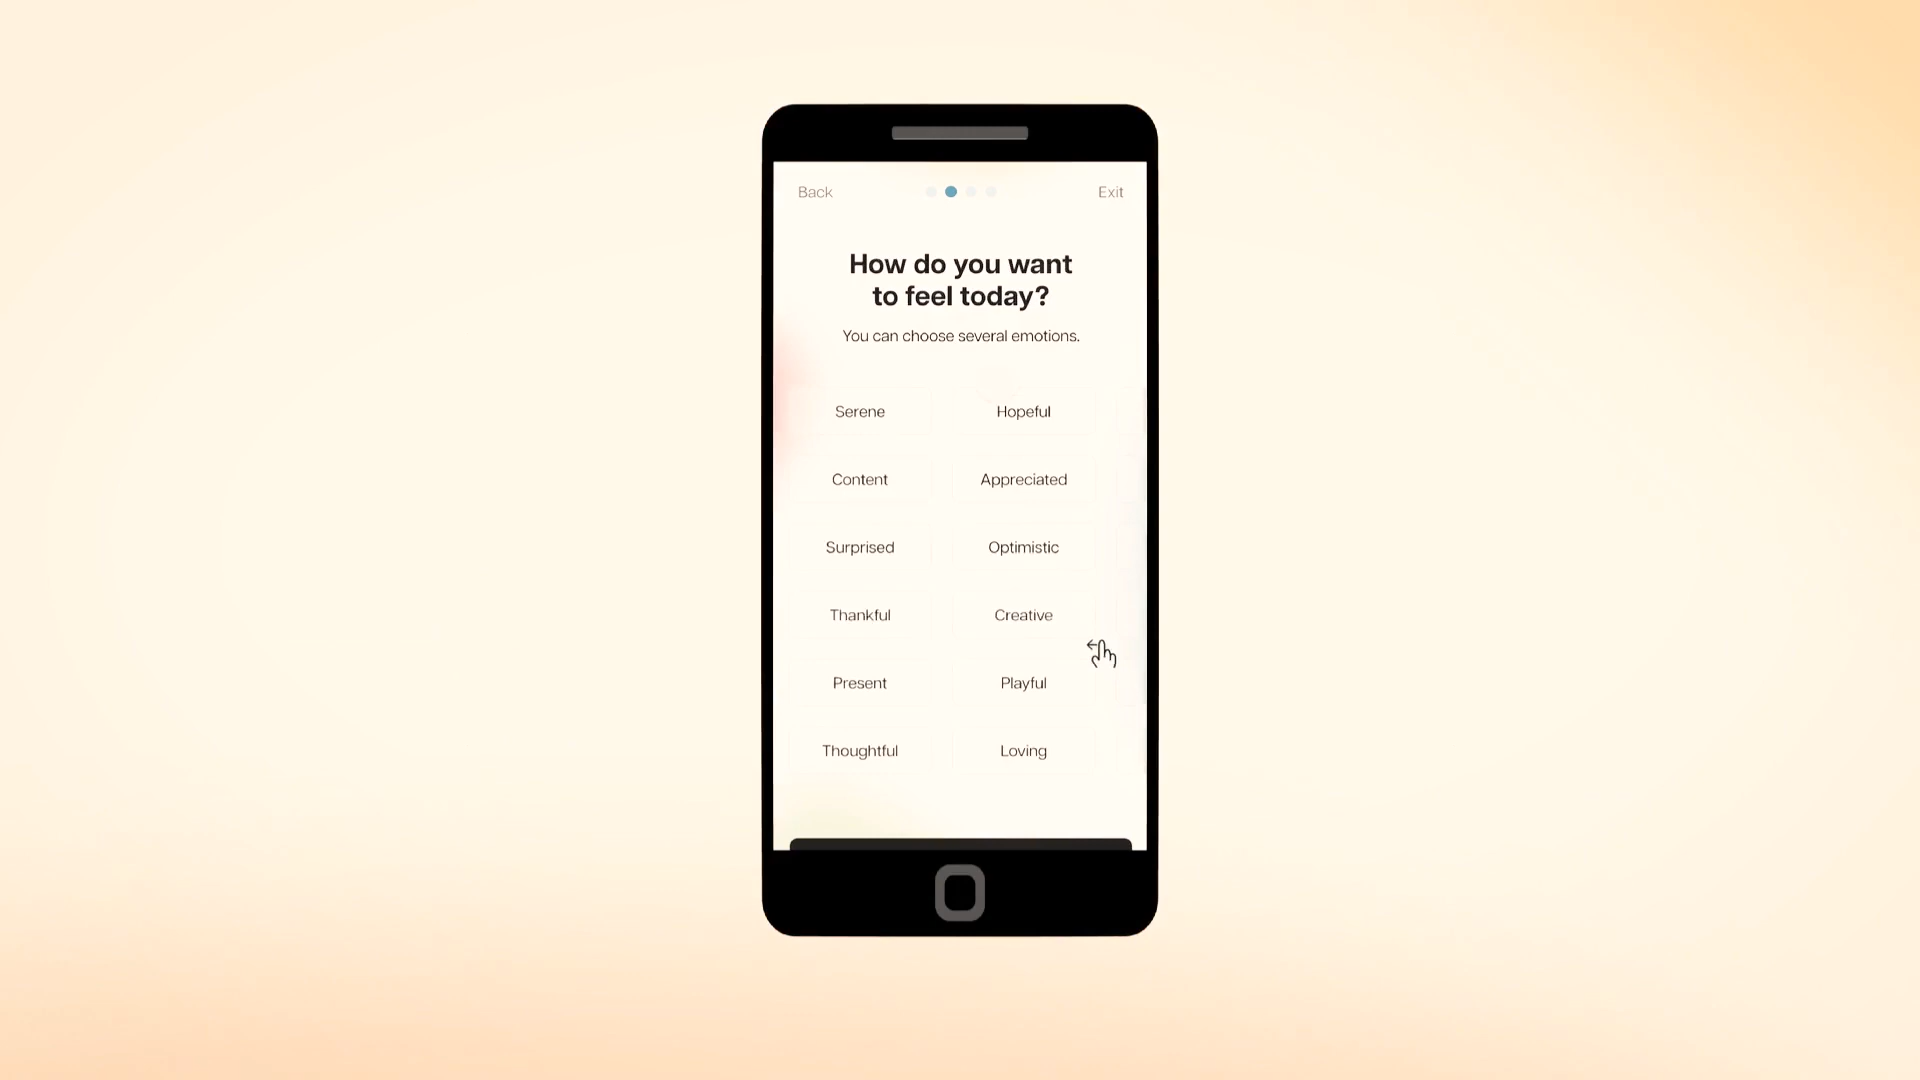 Back
Exit
How do you want
to feel today?
You can choose several emotions.
Serene
Hopeful
Content
Appreciated
Surprised
Optimistic
Thankful
Creative
Present
Playful
Thoughtful
Loving